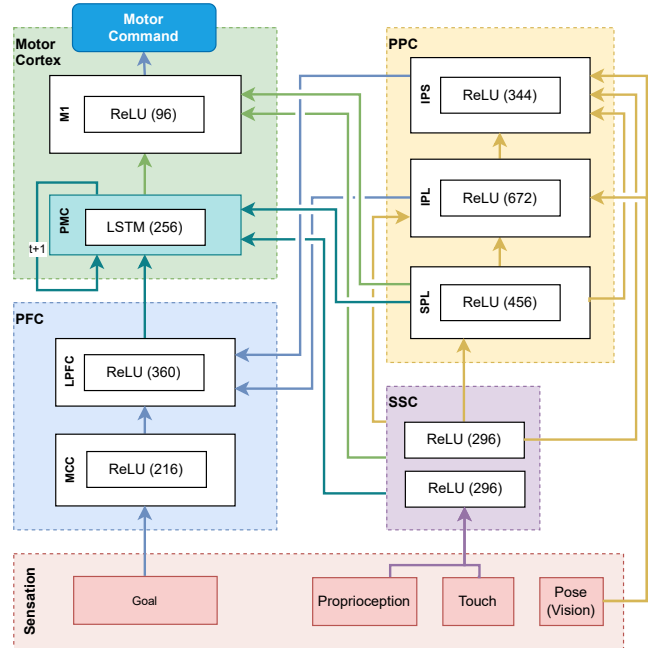 Motor
Command
Motor
Cortex
M1
ReLU (96)
PMC
LSTM (256)
t+1
PPC
IPS
ReLU (344)
IPL
ReLU (672)
SPL
ReLU (456)
PFC
LPFC
ReLU (360)
MCC
ReLU (216)
SSC
ReLU (296)
ReLU (296)
Sensation
Goal
Proprioception
Touch
Pose
(Vision)